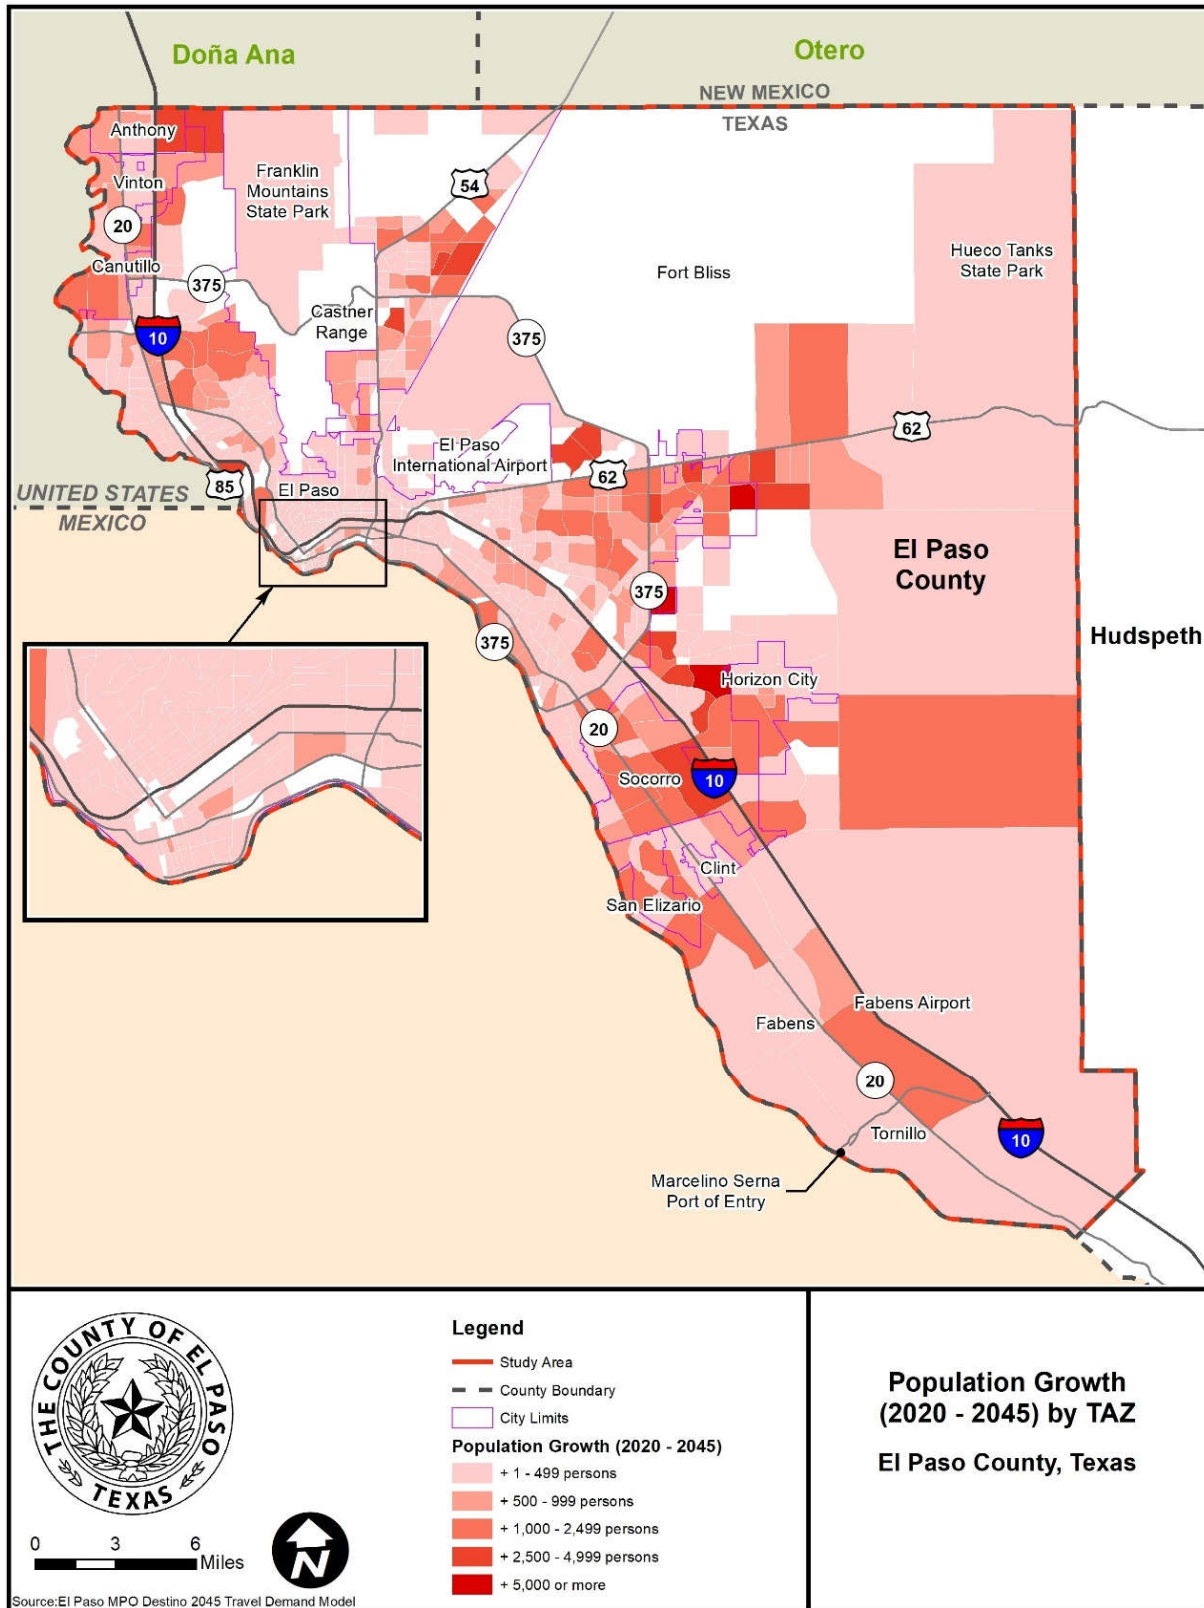 Doña Ana
Otero
NEW MEXICO
TEXAS
Anthony
Vinton
Franklin
Mountains
State Park
54
20
Canutillo
375
Hueco Tanks
State Park
Fort Bliss
Castner
Range
10
375
62
El Paso
International Airport
62
85
El Paso
UNITED STATES
MEXICO
El Paso
County
375
Hudspeth
375
Horizon City
20
Socorro
10
Clint
San Elizario
Fabens Airport
Fabens
20
Tornillo
10
Marcelino Serna
Port of Entry
THE COUNTY OF EL PASO
TEXAS
0 3 6
Miles
N
Source:El Paso MPO Destino 2045 Travel Demand Model
Legend
Study Area
County Boundary
City Limits
Population Growth (2020 - 2045)
+ 1 - 499 persons
+ 500 - 999 persons
+ 1,000 - 2,499 persons
+ 2,500 - 4,999 persons
+ 5,000 or more
Population Growth
(2020 - 2045) by TAZ
El Paso County, Texas